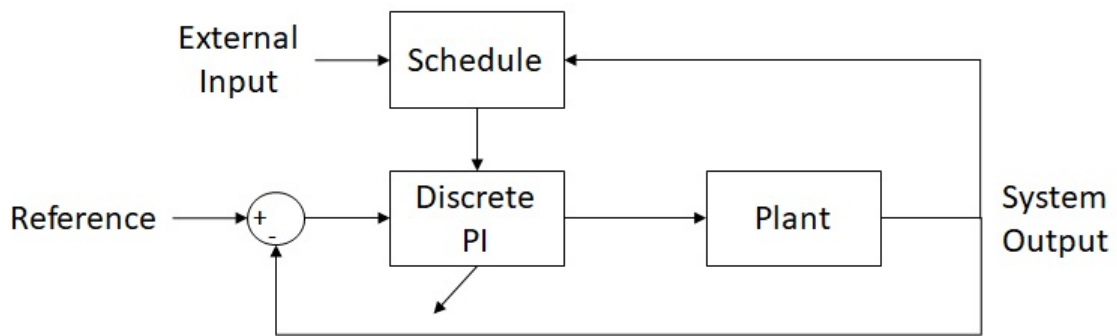 External
Input
Schedule
Reference
+
-
Discrete
PI
Plant
System
Output